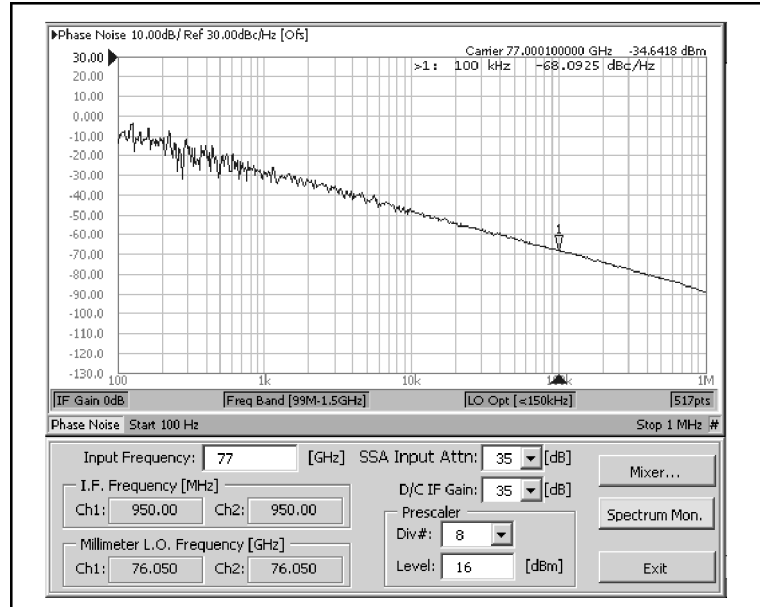 ▶Phase Noise 10.00dB/ Ref 30.00dBc/Hz [Ofs]
Carrier 77.000100000 GHz -34.6418 dBm
>1: 100 kHz -68.0925 dBc/Hz
30.00
20.00
10.00
0.000
-10.00
-20.00
-30.00
-40.00
-50.00
-60.00
-70.00
-80.00
-90.00
-100.0
-110.0
-120.0
-130.0
1
100 1k 10k 1M
IF Gain 0dB Freq Band [99M-1.5GHz] LO Opt [<150kHz] 517pts
Phase Noise Start 100 Hz Stop 1 MHz #
Input Frequency: 77 [GHz] SSA Input Attn: 35 [dB]
Mixer...
I.F. Frequency [MHz] D/C IF Gain: 35 [dB]
Ch1: 950.00 Ch2: 950.00
Prescaler
Spectrum Mon.
Div#: 8
Millimeter L.O. Frequency [GHz]
Ch1: 76.050 Ch2: 76.050
Level: 16 [dBm]
Exit